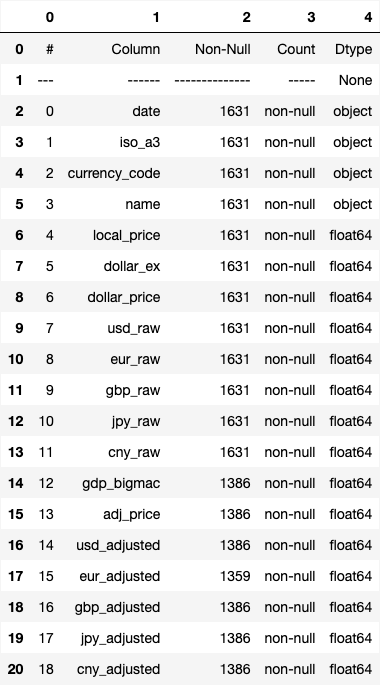 0 1 2 3 4
0 # Column Non-Null Count Dtype
1 --- ------ -------------- ----- None
2 0 date 1631 non-null object
3 1 iso_a3 1631 non-null object
4 2 currency_code 1631 non-null object
5 3 name 1631 non-null object
6 4 local_price 1631 non-null float64
7 5 dollar_ex 1631 non-null float64
8 6 dollar_price 1631 non-null float64
9 7 usd_raw 1631 non-null float64
10 8 eur_raw 1631 non-null float64
11 9 gbp_raw 1631 non-null float64
12 10 jpy_raw 1631 non-null float64
13 11 cny_raw 1631 non-null float64
14 12 gdp_bigmac 1386 non-null float64
15 13 adj_price 1386 non-null float64
16 14 usd_adjusted 1386 non-null float64
17 15 eur_adjusted 1359 non-null float64
18 16 gbp_adjusted 1386 non-null float64
19 17 jpy_adjusted 1386 non-null float64
20 18 cny_adjusted 1386 non-null float64